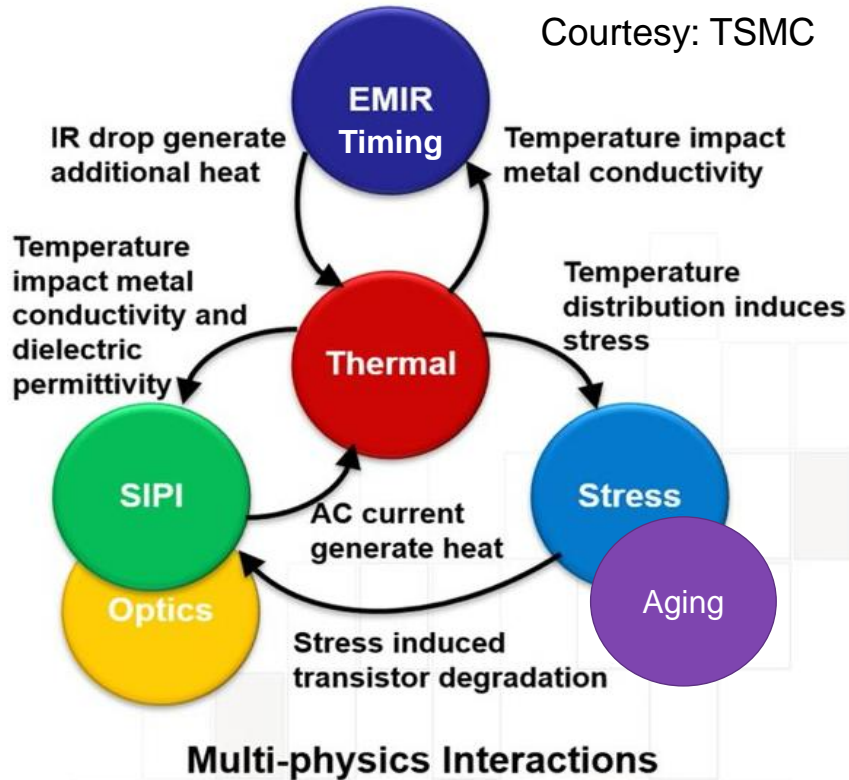 Courtesy: TSMC
EMIR
Timing
IR drop generate
additional heat
Temperature impact
metal conductivity
Temperature
impact metal
conductivity and
dielectric
permittivity
Temperature
distribution induces
stress
Thermal
SIPI
Stress
AC current
generate heat
Optics
Aging
Stress induced
transistor degradation
Multi-physics Interactions